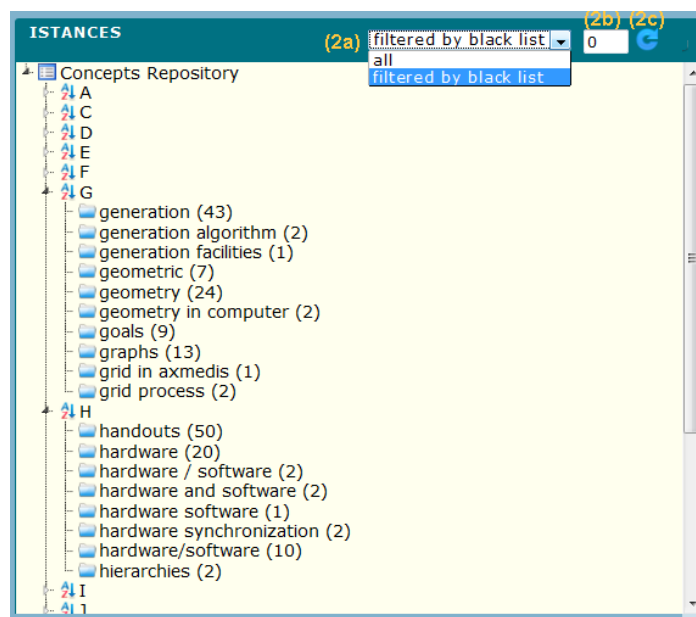 (2b) (2c)
ISTANCES (2a) filtered by black list 0
all
filtered by black list
Concepts Repository
A
C
D
E
F
G
generation (43)
generation algorithm (2)
generation facilities (1)
geometric (7)
geometry (24)
geometry in computer (2)
goals (9)
graphs (13)
grid in axmedis (1)
grid process (2)
H
handouts (50)
hardware (20)
hardware / software (2)
hardware and software (2)
hardware software (1)
hardware synchronization (2)
hardware/software (10)
hierarchies (2)
I